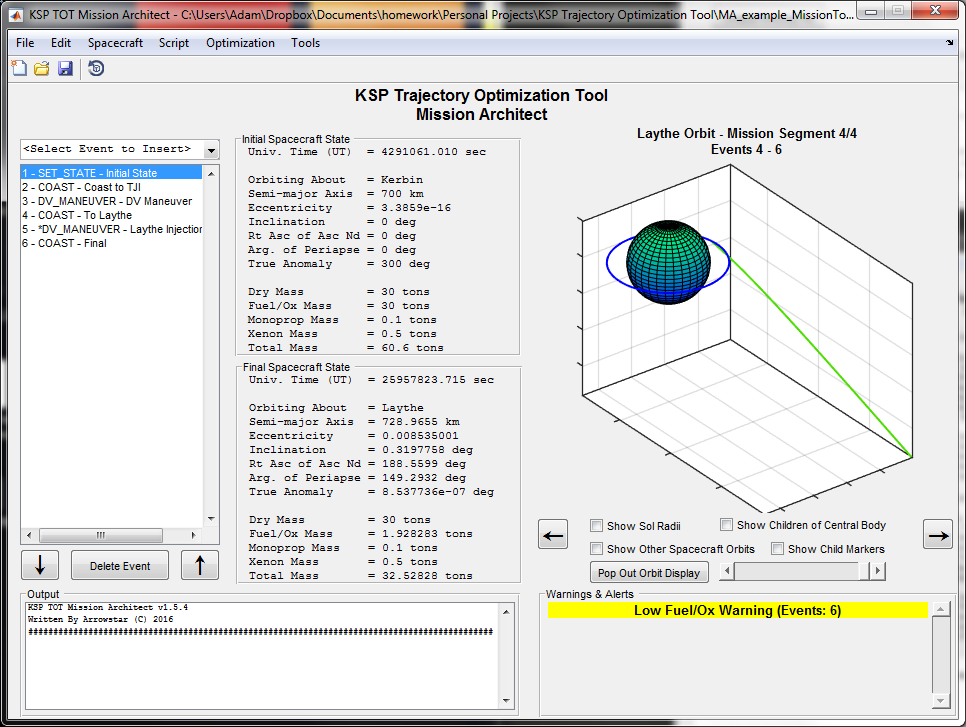 KSP TOT Mission Architect - C:\Users\Adam\Dropbox\Documents\homework\Personal Projects\KSP Trajectory Optimization Tool\MA_example_MissionTo...
File Edit Spacecraft Script Optimization Tools
KSP Trajectory Optimization Tool
Mission Architect
<Select Event to Insert>
1 - SET_STATE - Initial State
2 - COAST - Coast to TJI
3 - DV_MANEUVER - DV Maneuver
4 - COAST - To Laythe
5 - *DV_MANEUVER - Laythe Injection
6 - COAST - Final
Delete Event
Initial Spacecraft State
Univ. Time (UT) = 4291061.010 sec
Orbiting About = Kerbin
Semi-major Axis = 700 km
Eccentricity = 3.3859e-16
Inclination = 0 deg
Rt Asc of Asc Nd = 0 deg
Arg. of Periapse = 0 deg
True Anomaly = 300 deg
Dry Mass = 30 tons
Fuel/Ox Mass = 30 tons
Monoprop Mass = 0.1 tons
Xenon Mass = 0.5 tons
Total Mass = 60.6 tons
Final Spacecraft State
Univ. Time (UT) = 25957823.715 sec
Orbiting About = Laythe
Semi-major Axis = 728.9655 km
Eccentricity = 0.008535001
Inclination = 0.3197758 deg
Rt Asc of Asc Nd = 188.5599 deg
Arg. of Periapse = 149.2932 deg
True Anomaly = 8.537736e-07 deg
Dry Mass = 30 tons
Fuel/Ox Mass = 1.928283 tons
Monoprop Mass = 0.1 tons
Xenon Mass = 0.5 tons
Total Mass = 32.52828 tons
Laythe Orbit - Mission Segment 4/4
Events 4 - 6
Show Sol Radii
Show Children of Central Body
Show Other Spacecraft Orbits
Show Child Markers
Pop Out Orbit Display
Output
KSP TOT Mission Architect v1.5.4
Written By Arrowstar (C) 2016
##########################################################################################
Warnings & Alerts
Low Fuel/Ox Warning (Events: 6)